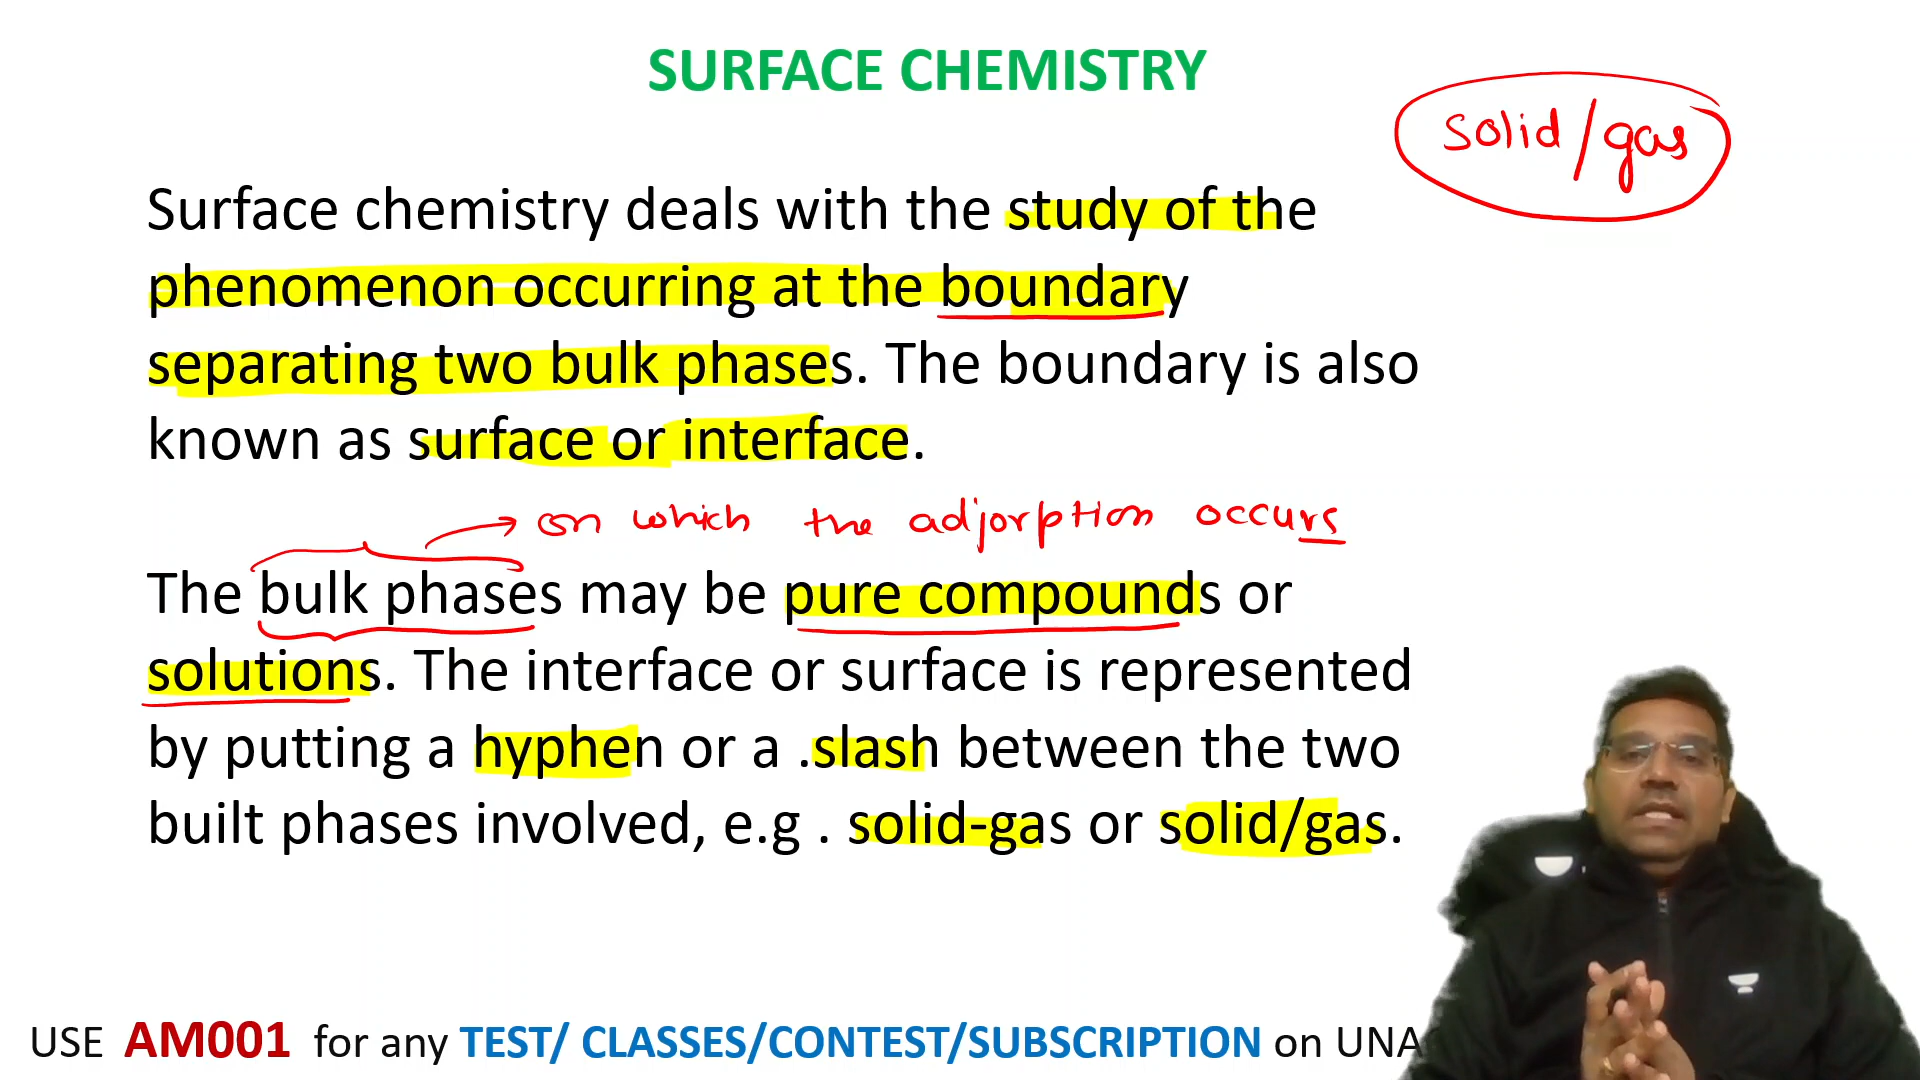 SURFACE CHEMISTRY
solid/gas
Surface chemistry deals with the study of the
phenomenon occurring at the boundary
separating two bulk phases. The boundary is also
known as surface or interface.
on which the adsorption occurs
The bulk phases may be pure compounds or
solutions. The interface or surface is represented
by putting a hyphen or a .slash between the two
built phases involved, e.g . solid-gas or solid/gas.
USE AM001 for any TEST/ CLASSES/CONTEST/SUBSCRIPTION on UNA